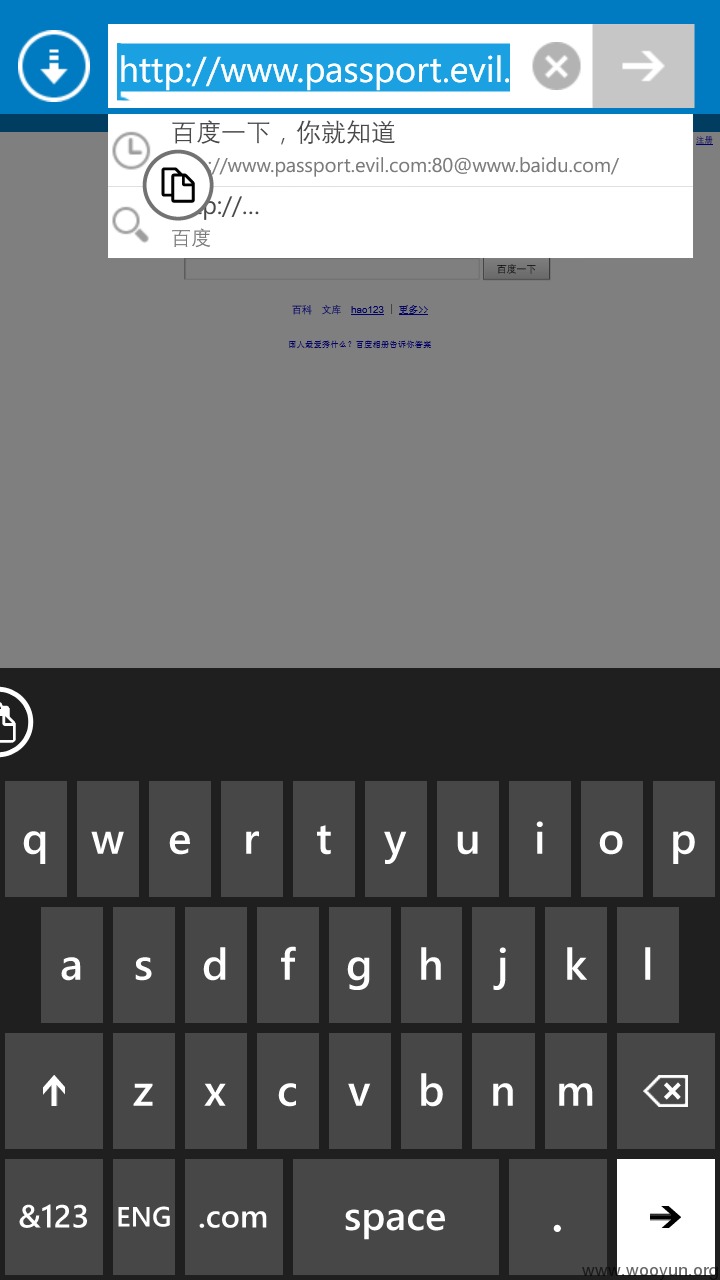 http://www.passport.evil.
百度一下，你就知道
://www.passport.evil.com:80@www.baidu.com/
注册
tp://...
百度
百度一下
百科 文库 hao123 | 更多>>
国人最爱秀什么？百度相册告诉你答案
q w e r t y u i o p
a s d f g h j k l
z x c v b n m
&123 ENG .com space .
www.wooyun.org